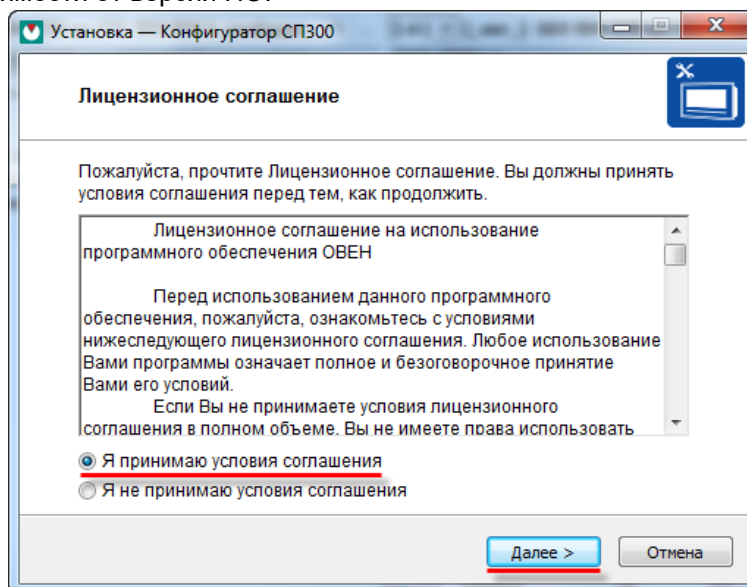 Установка — Конфигуратор СП300
Лицензионное соглашение
Пожалуйста, прочтите Лицензионное соглашение. Вы должны принять
условия соглашения перед тем, как продолжить.
Лицензионное соглашение на использование
программного обеспечения ОВЕН
Перед использованием данного программного
обеспечения, пожалуйста, ознакомьтесь с условиями
нижеследующего лицензионного соглашения. Любое использование
Вами программы означает полное и безоговорочное принятие
Вами его условий.
Если Вы не принимаете условия лицензионного
соглашения в полном объеме, Вы не имеете права использовать
Я принимаю условия соглашения
Я не принимаю условия соглашения
Далее >
Отмена